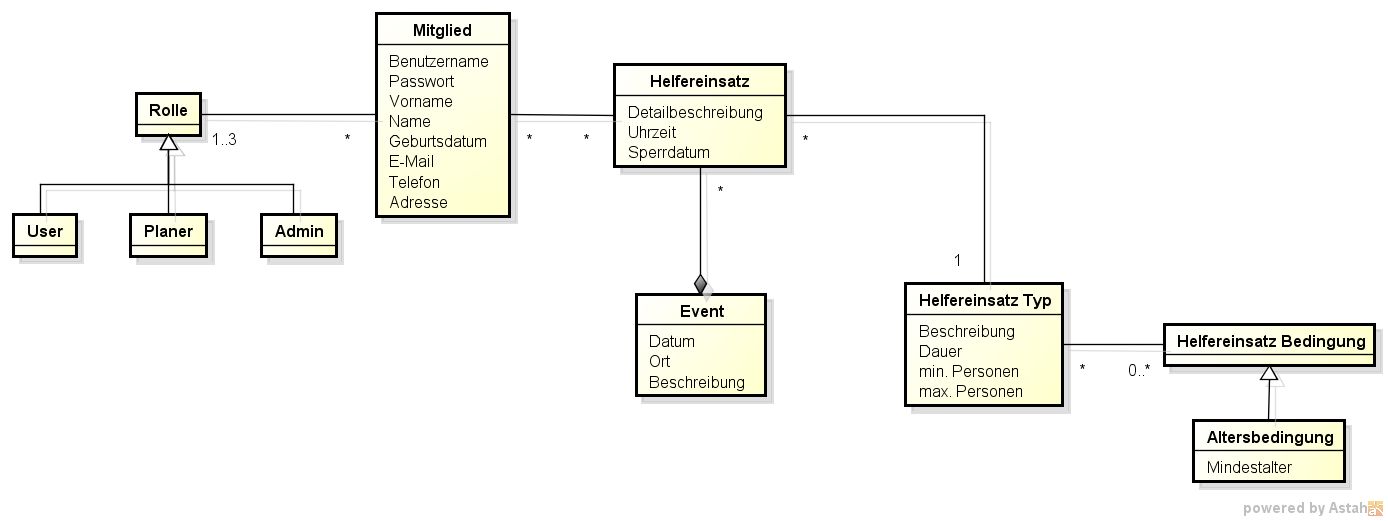 Mitglied
Benutzername
Passwort
Vorname
Name
Geburtsdatum
E-Mail
Telefon
Adresse
Rolle
1..3
*
User
Planer
Admin
*
*
Helfereinsatz
Detailbeschreibung
Uhrzeit
Sperrdatum
*
*
Event
Datum
Ort
Beschreibung
1
Helfereinsatz Typ
Beschreibung
Dauer
min. Personen
max. Personen
*
0..*
Helfereinsatz Bedingung
Altersbedingung
Mindestalter
powered by Astah